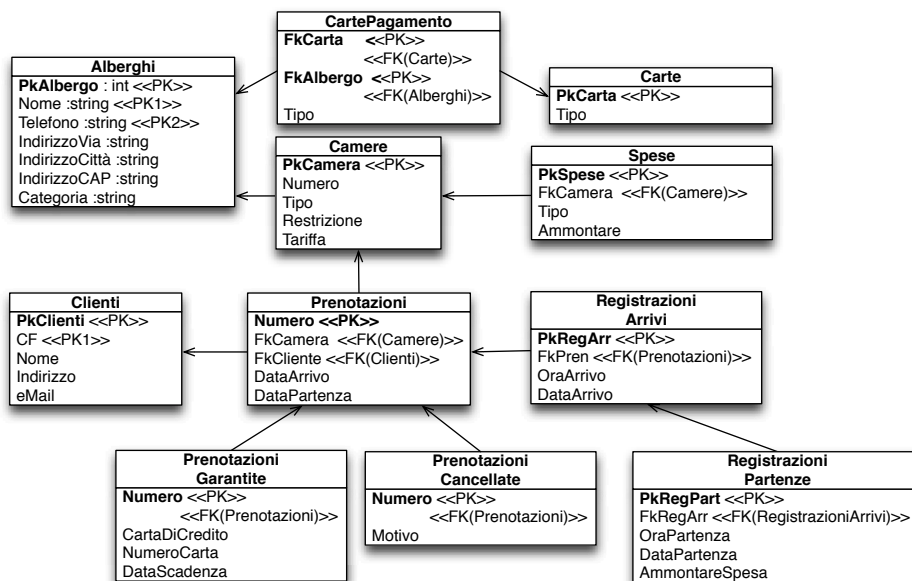 CartePagamento
FkCarta <<PK>>
<<FK(Carte)>>
FkAlbergo <<PK>>
<<FK(Alberghi)>>
Tipo
Alberghi
PkAlbergo : int <<PK>>
Nome :string <<PK1>>
Telefono :string <<PK2>>
IndirizzoVia :string
IndirizzoCittà :string
IndirizzoCAP :string
Categoria :string
Carte
PkCarta <<PK>>
Tipo
Camere
PkCamera <<PK>>
Numero
Tipo
Restrizione
Tariffa
Spese
PkSpese <<PK>>
FkCamera <<FK(Camere)>>
Tipo
Ammontare
Clienti
PkClienti <<PK>>
CF <<PK1>>
Nome
Indirizzo
eMail
Prenotazioni
Numero <<PK>>
FkCamera <<FK(Camere)>>
FkCliente <<FK(Clienti)>>
DataArrivo
DataPartenza
Registrazioni
Arrivi
PkRegArr <<PK>>
FkPren <<FK(Prenotazioni)>>
OraArrivo
DataArrivo
Prenotazioni
Garantite
Numero <<PK>>
<<FK(Prenotazioni)>>
CartaDiCredito
NumeroCarta
DataScadenza
Prenotazioni
Cancellate
Numero <<PK>>
<<FK(Prenotazioni)>>
Motivo
Registrazioni
Partenze
PkRegPart <<PK>>
FkRegArr <<FK(RegistrazioniArrivi)>>
OraPartenza
DataPartenza
AmmontareSpesa